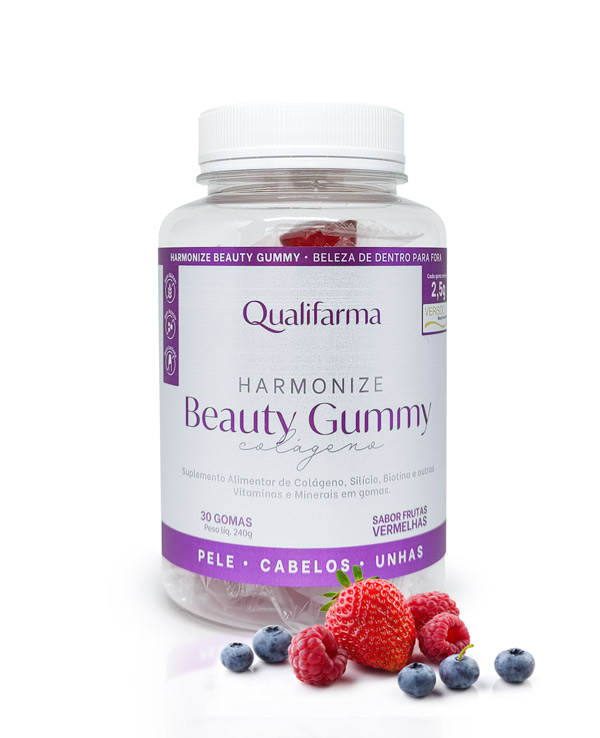 HARMONIZE BEAUTY GUMMY • BELEZA DE DENTRO PARA FORA
2,5g
VERISOL
Qualifarma
HARMONIZE
Beauty Gummy
colágeno
Suplemento Alimentar de Colágeno, Silício, Biotina e outras
Vitaminas e Minerais em gomas.
30 GOMAS
Peso líq. 240g
SABOR FRUTAS
VERMELHAS
PELE • CABELOS • UNHAS